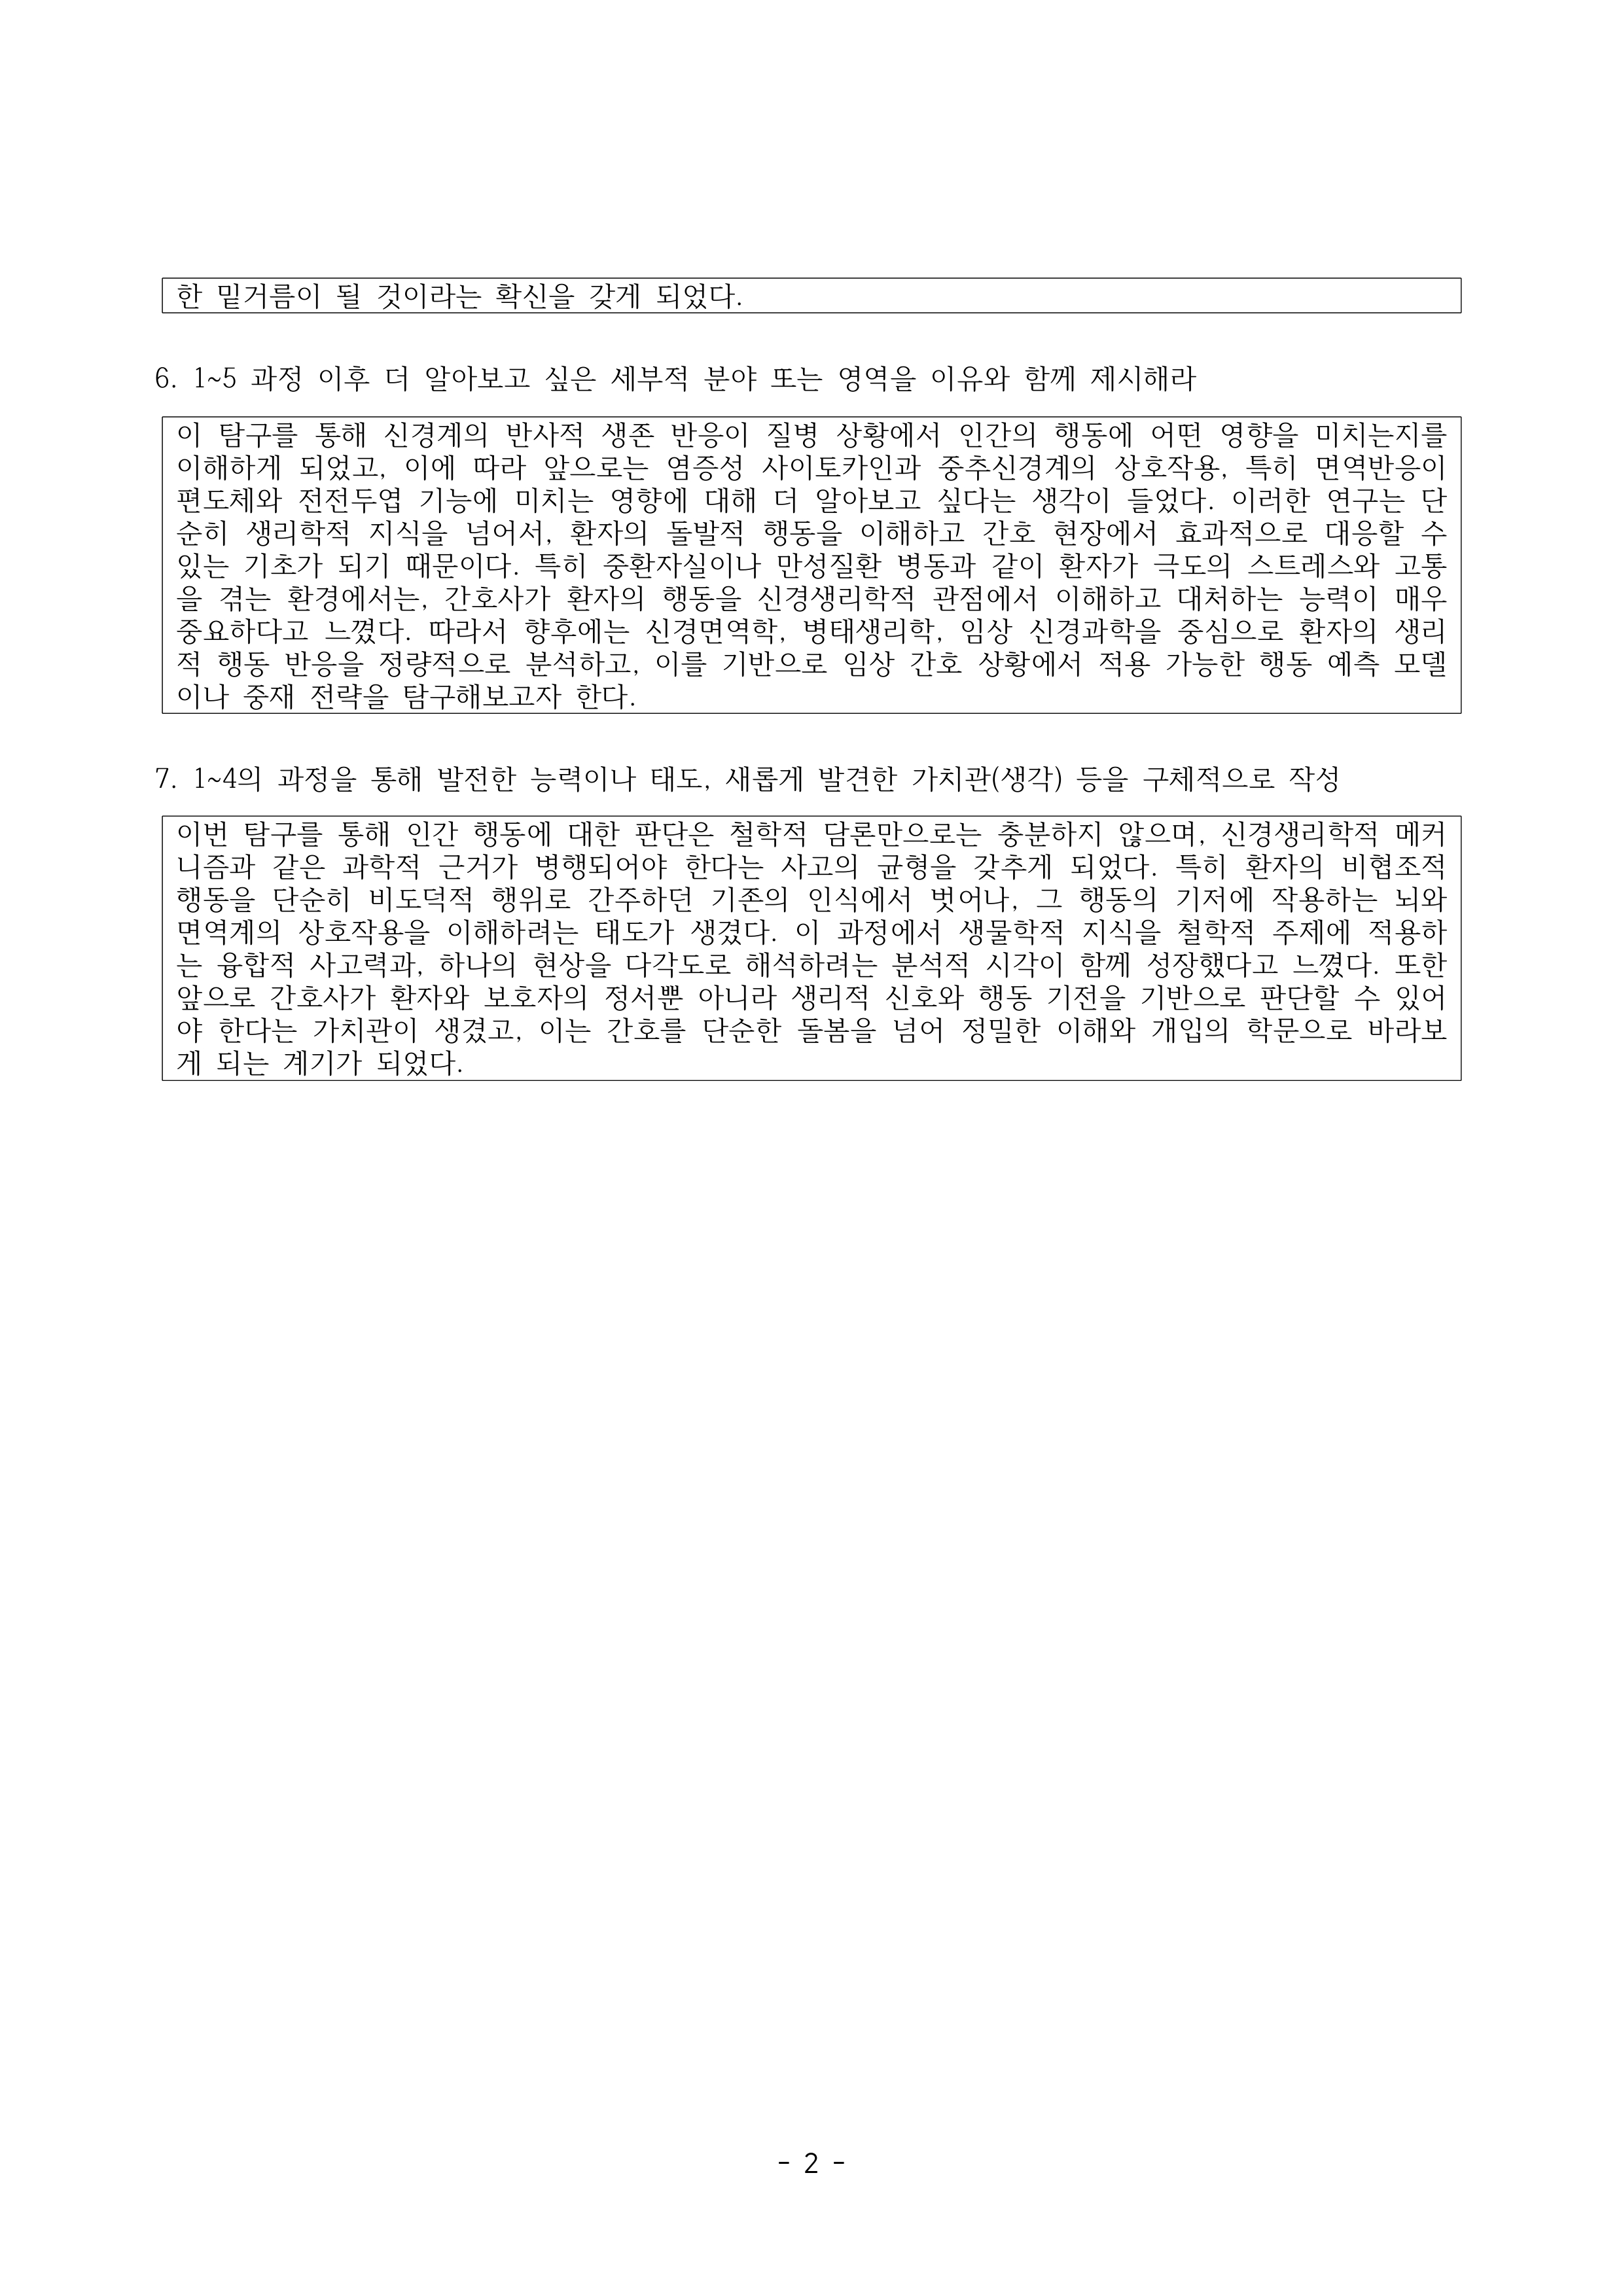 한 밑거름이 될 것이라는 확신을 갖게 되었다.
6. 1~5 과정 이후 더 알아보고 싶은 세부적 분야 또는 영역을 이유와 함께 제시해라
이 탐구를 통해 신경계의 반사적 생존 반응이 질병 상황에서 인간의 행동에 어떤 영향을 미치는지를
이해하게 되었고, 이에 따라 앞으로는 염증성 사이토카인과 중추신경계의 상호작용, 특히 면역반응이
편도체와 전전두엽 기능에 미치는 영향에 대해 더 알아보고 싶다는 생각이 들었다. 이러한 연구는 단
순히 생리학적 지식을 넘어서, 환자의 돌발적 행동을 이해하고 간호 현장에서 효과적으로 대응할 수
있는 기초가 되기 때문이다. 특히 중환자실이나 만성질환 병동과 같이 환자가 극도의 스트레스와 고통
을 겪는 환경에서는, 간호사가 환자의 행동을 신경생리학적 관점에서 이해하고 대처하는 능력이 매우
중요하다고 느꼈다. 따라서 향후에는 신경면역학, 병태생리학, 임상 신경과학을 중심으로 환자의 생리
적 행동 반응을 정량적으로 분석하고, 이를 기반으로 임상 간호 상황에서 적용 가능한 행동 예측 모델
이나 중재 전략을 탐구해보고자 한다.
7. 1~4의 과정을 통해 발전한 능력이나 태도, 새롭게 발견한 가치관(생각) 등을 구체적으로 작성
이번 탐구를 통해 인간 행동에 대한 판단은 철학적 담론만으로는 충분하지 않으며, 신경생리학적 메커
니즘과 같은 과학적 근거가 병행되어야 한다는 사고의 균형을 갖추게 되었다. 특히 환자의 비협조적
행동을 단순히 비도덕적 행위로 간주하던 기존의 인식에서 벗어나, 그 행동의 기저에 작용하는 뇌와
면역계의 상호작용을 이해하려는 태도가 생겼다. 이 과정에서 생물학적 지식을 철학적 주제에 적용하
는 융합적 사고력과, 하나의 현상을 다각도로 해석하려는 분석적 시각이 함께 성장했다고 느꼈다. 또한
앞으로 간호사가 환자와 보호자의 정서뿐 아니라 생리적 신호와 행동 기전을 기반으로 판단할 수 있어
야 한다는 가치관이 생겼고, 이는 간호를 단순한 돌봄을 넘어 정밀한 이해와 개입의 학문으로 바라보
게 되는 계기가 되었다.
- 2 -